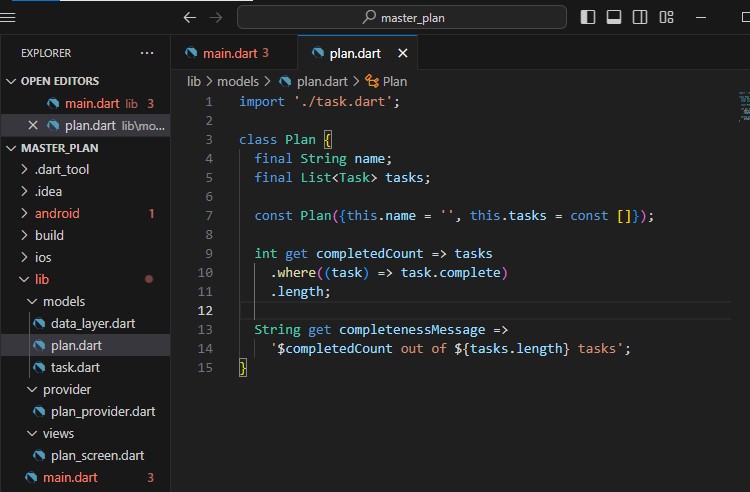 master_plan
EXPLORER ...
OPEN EDITORS
main.dart lib 3
plan.dart lib\mo...
MASTER_PLAN
.dart_tool
.idea
android 1
build
ios
lib
models
data_layer.dart
plan.dart
task.dart
provider
plan_provider.dart
views
plan_screen.dart
main.dart 3
main.dart 3 plan.dart
lib > models > plan.dart > Plan
1 import './task.dart';
2
3 class Plan {
4 final String name;
5 final List<Task> tasks;
6
7 const Plan({this.name = '', this.tasks = const []});
8
9 int get completedCount => tasks
10 .where((task) => task.complete)
11 .length;
12
13 String get completenessMessage =>
14 '$completedCount out of ${tasks.length} tasks';
15 }